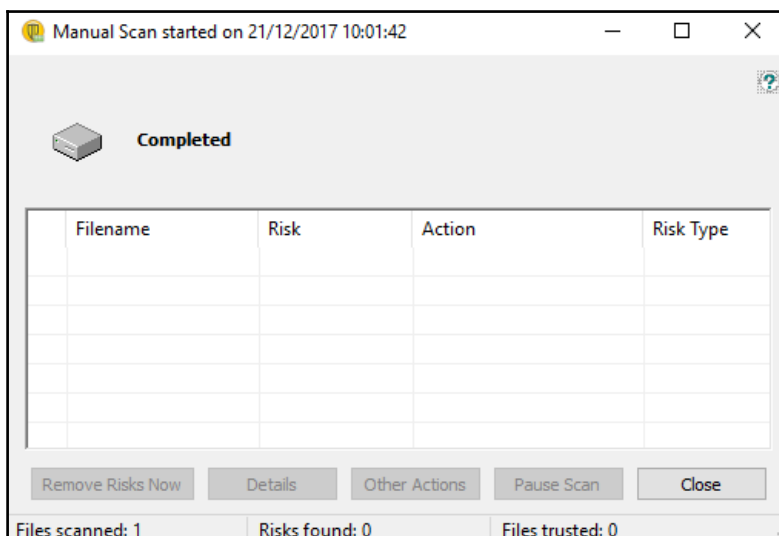 Manual Scan started on 21/12/2017 10:01:42
Completed
Filename Risk Action Risk Type
Remove Risks Now Details Other Actions Pause Scan Close
Files scanned: 1 Risks found: 0 Files trusted: 0